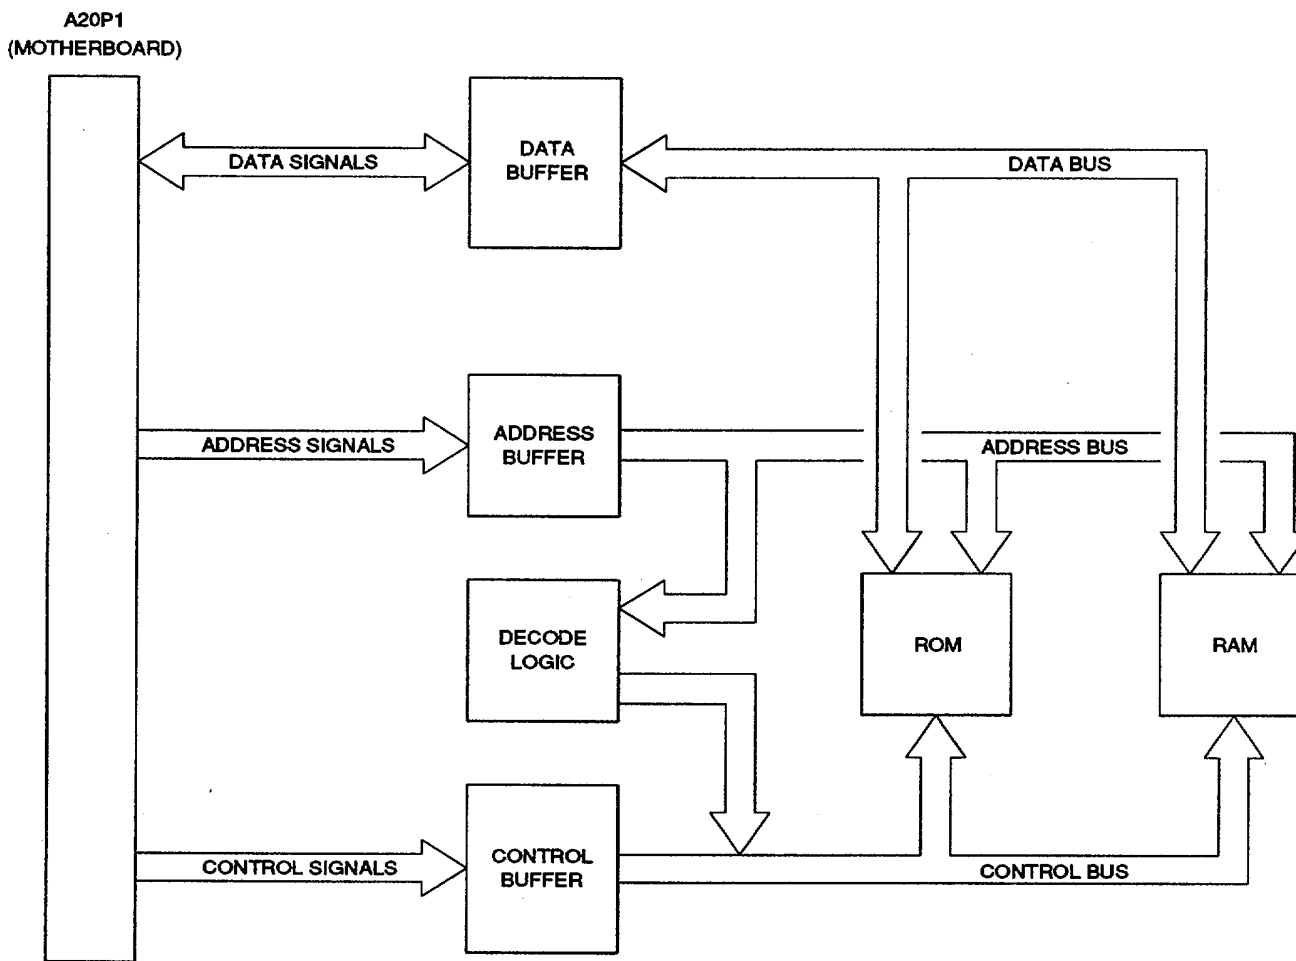 A20P1
(MOTHERBOARD)
DATA SIGNALS
DATA
BUFFER
DATA BUS
ADDRESS SIGNALS
ADDRESS
BUFFER
ADDRESS BUS
DECODE
LOGIC
ROM
RAM
CONTROL SIGNALS
CONTROL
BUFFER
CONTROL BUS